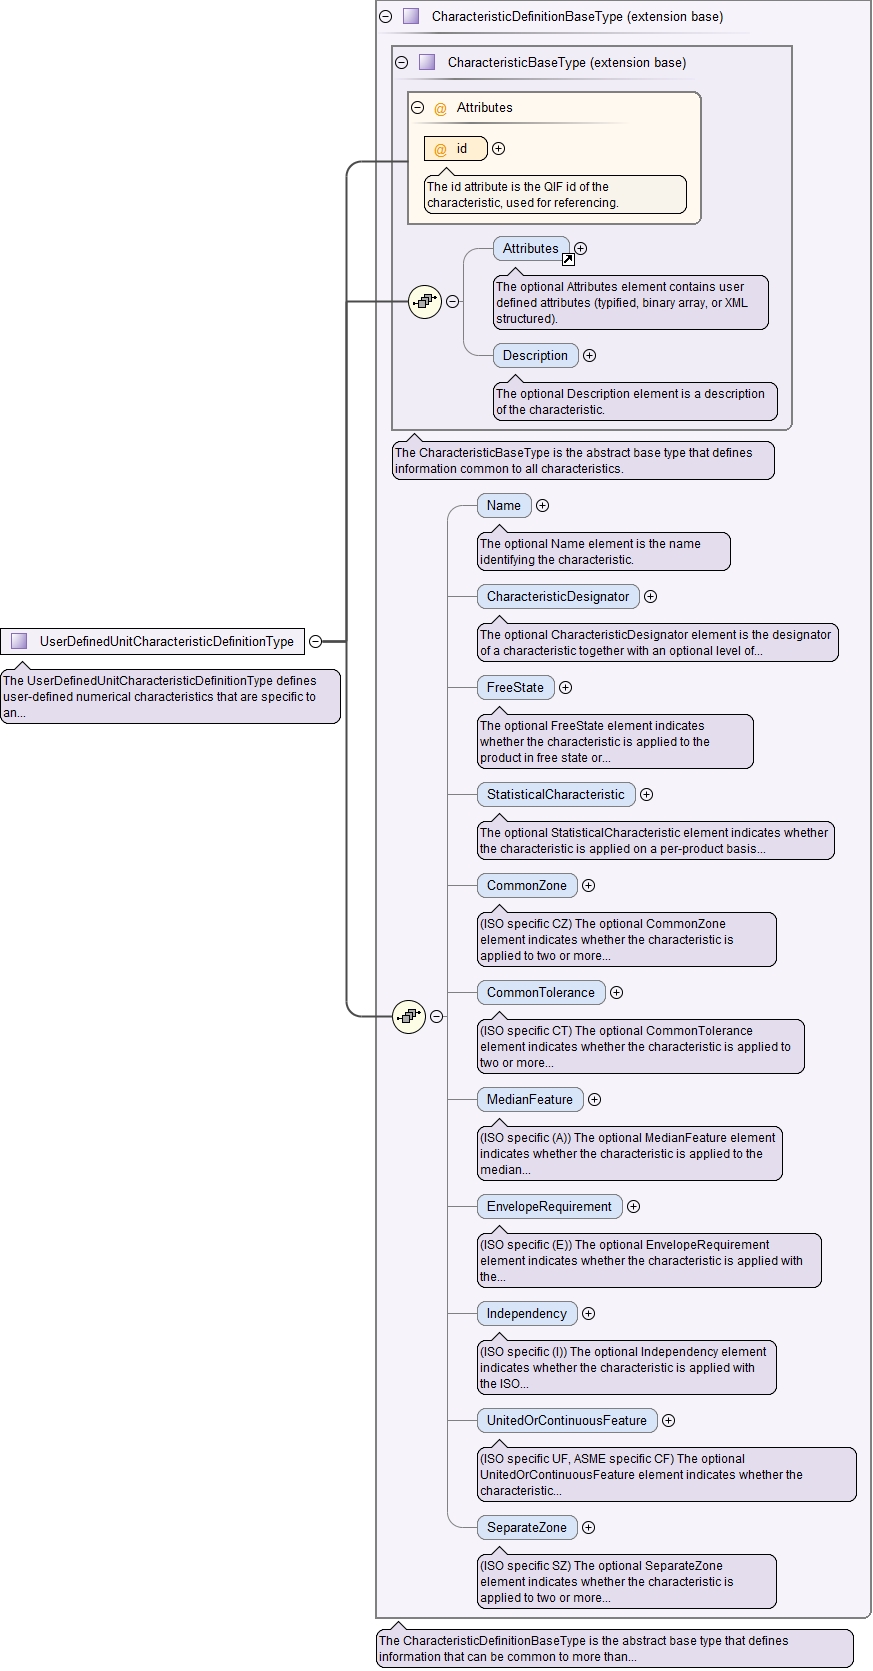 CharacteristicDefinitionBaseType (extension base)
CharacteristicBaseType (extension base)
@ Attributes
@ id
The id attribute is the QIF id of the
characteristic, used for referencing.
Attributes
The optional Attributes element contains user
defined attributes (typified, binary array, or XML
structured).
Description
The optional Description element is a description
of the characteristic.
The CharacteristicBaseType is the abstract base type that defines
information common to all characteristics.
Name
The optional Name element is the name
identifying the characteristic.
CharacteristicDesignator
The optional CharacteristicDesignator element is the designator
of a characteristic together with an optional level of...
UserDefinedUnitCharacteristicDefinitionType
The UserDefinedUnitCharacteristicDefinitionType defines
user-defined numerical characteristics that are specific to
an...
FreeState
The optional FreeState element indicates
whether the characteristic is applied to the
product in free state or...
StatisticalCharacteristic
The optional StatisticalCharacteristic element indicates whether
the characteristic is applied on a per-product basis...
CommonZone
(ISO specific CZ) The optional CommonZone
element indicates whether the characteristic is
applied to two or more...
CommonTolerance
(ISO specific CT) The optional CommonTolerance
element indicates whether the characteristic is applied to
two or more...
MedianFeature
(ISO specific (A)) The optional MedianFeature element
indicates whether the characteristic is applied to the
median...
EnvelopeRequirement
(ISO specific (E)) The optional EnvelopeRequirement
element indicates whether the characteristic is applied with
the...
Independency
(ISO specific (I)) The optional Independency element
indicates whether the characteristic is applied with
the ISO...
UnitedOrContinuousFeature
(ISO specific UF, ASME specific CF) The optional
UnitedOrContinuousFeature element indicates whether the
characteristic...
SeparateZone
(ISO specific SZ) The optional SeparateZone
element indicates whether the characteristic is
applied to two or more...
The CharacteristicDefinitionBaseType is the abstract base type that defines
information that can be common to more than...